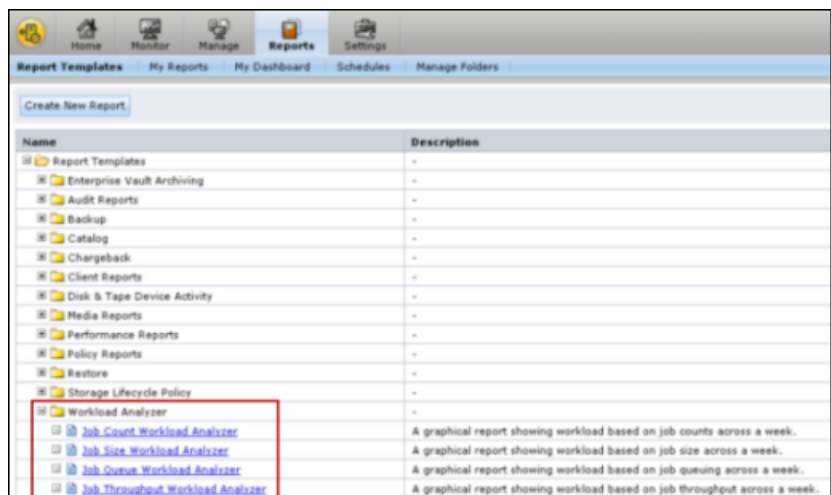 Home Monitor Manage Reports Settings
Report Templates My Reports My Dashboard Schedules Manage Folders
Create New Report
Name Description
Report Templates -
Enterprise Vault Archiving -
Audit Reports -
Backup -
Catalog -
Chargeback -
Client Reports -
Disk & Tape Device Activity -
Media Reports -
Performance Reports -
Policy Reports -
Restore -
Storage Lifecycle Policy -
Workload Analyzer -
Job Count Workload Analyzer A graphical report showing workload based on job counts across a week.
Job Size Workload Analyzer A graphical report showing workload based on job size across a week.
Job Queue Workload Analyzer A graphical report showing workload based on job queuing across a week.
Job Throughput Workload Analyzer A graphical report showing workload based on job throughput across a week.